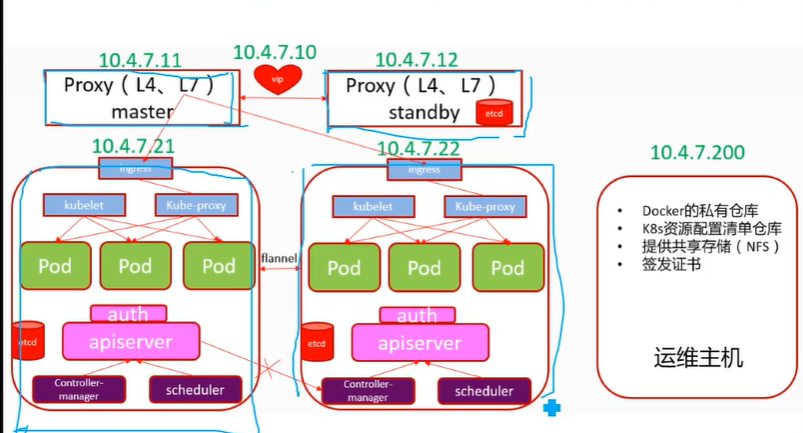 10.4.7.11
10.4.7.10
10.4.7.12
Proxy（L4、L7）
master
vip
Proxy（L4、L7）
standby
etcd
10.4.7.21
10.4.7.22
10.4.7.200
ingress
kubelet
Kube-proxy
Pod
Pod
Pod
auth
apiserver
etcd
Controller-
manager
scheduler
flannel
ingress
kubelet
Kube-proxy
Pod
Pod
Pod
auth
apiserver
etcd
Controller-
manager
scheduler
• Docker的私有仓库
• K8s资源配置清单仓库
• 提供共享存储（NFS）
• 签发证书
运维主机